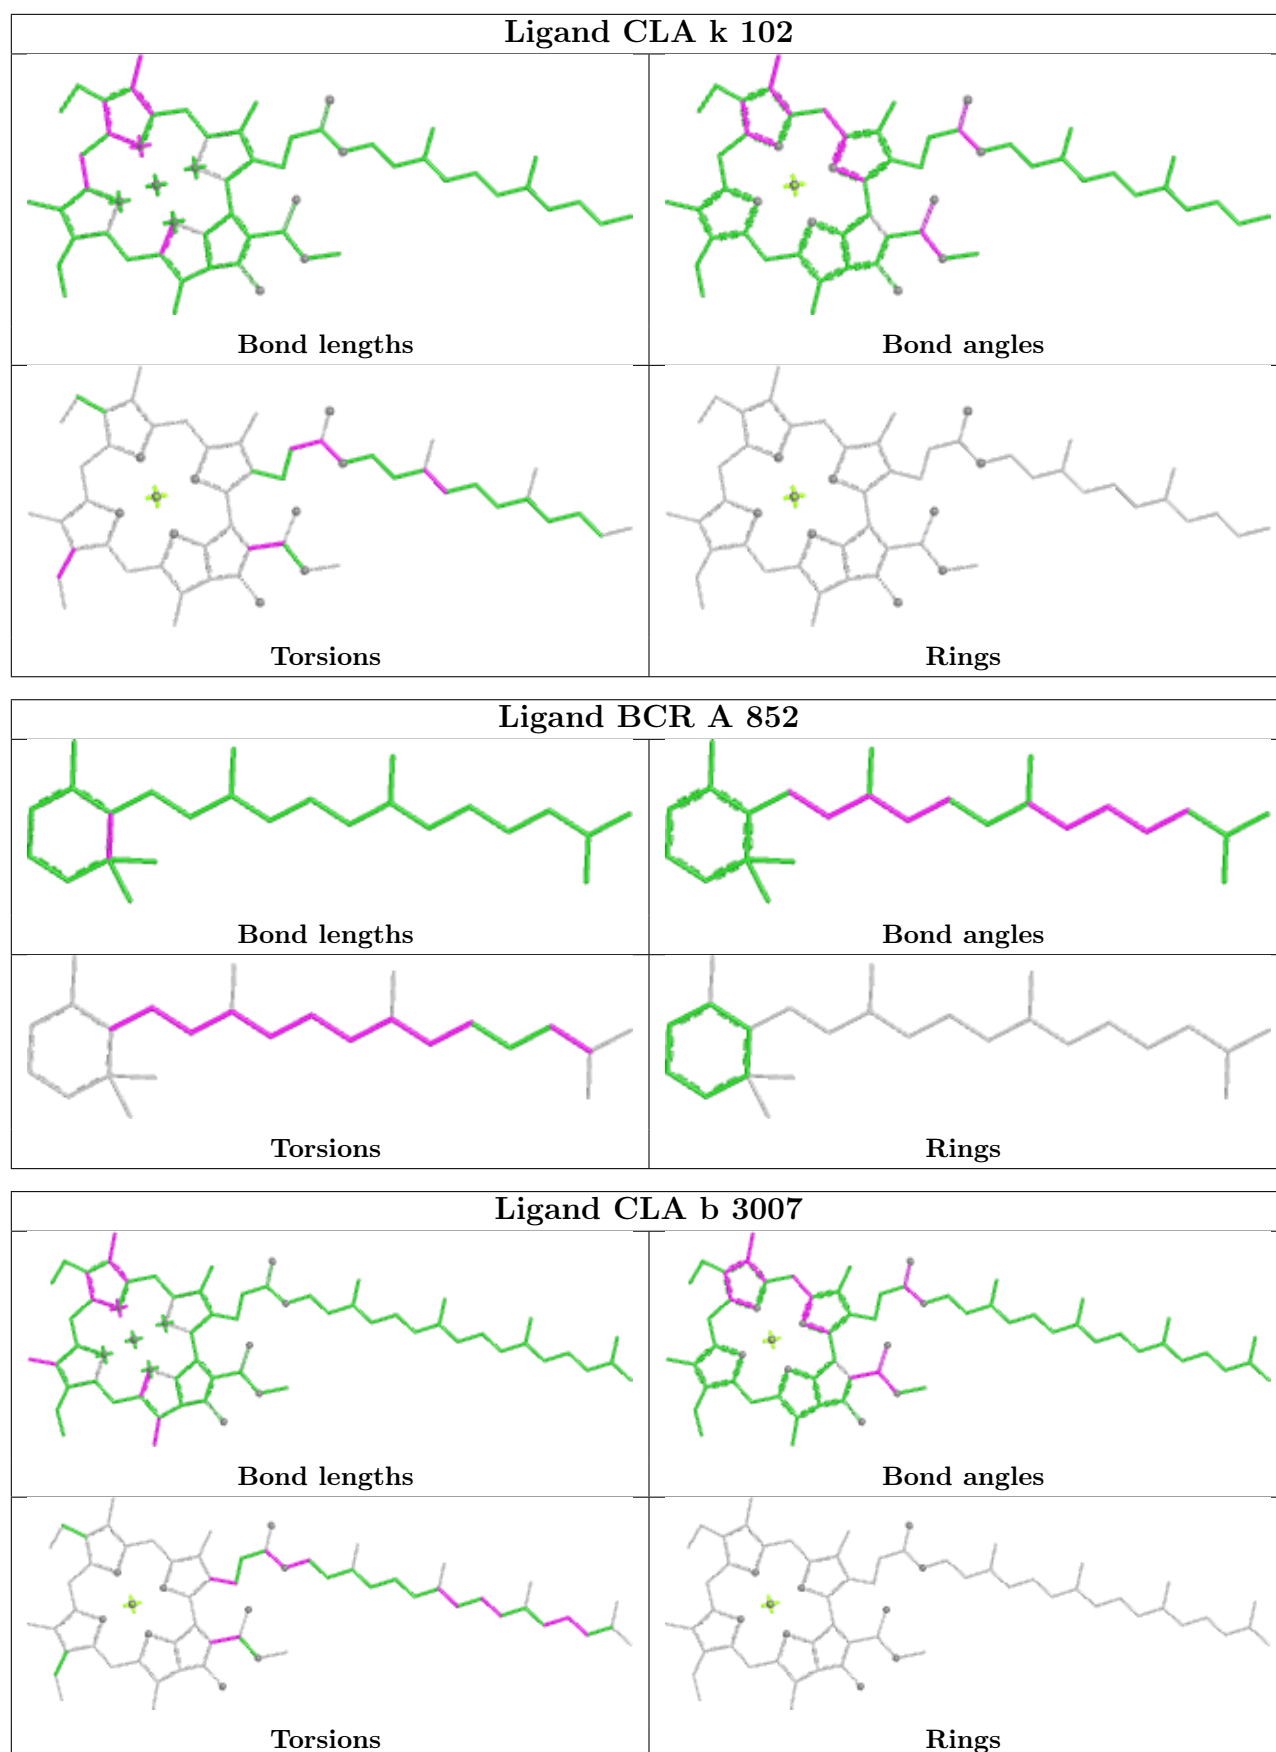 Ligand CLA k 102
Bond lengths
Bond angles
Torsions
Rings
Ligand BCR A 852
Bond lengths
Bond angles
Torsions
Rings
Ligand CLA b 3007
Bond lengths
Bond angles
Torsions
Rings